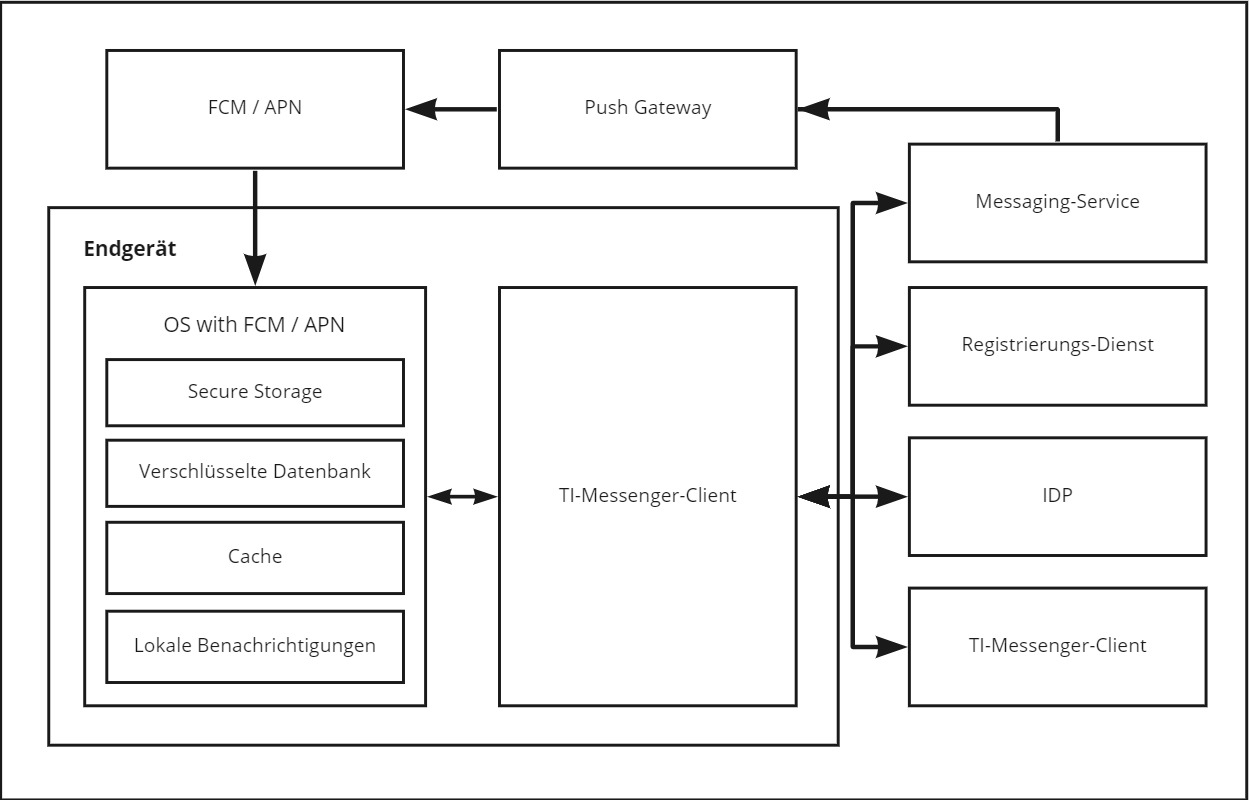 FCM / APN
Push Gateway
Messaging-Service
Endgerät
OS with FCM / APN
Secure Storage
Verschlüsselte Datenbank
Cache
Lokale Benachrichtigungen
TI-Messenger-Client
Registrierungs-Dienst
IDP
TI-Messenger-Client